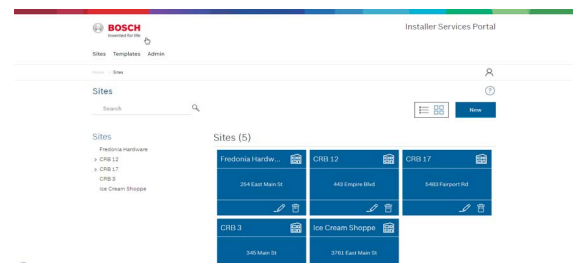 BOSCH
Invented for life
Installer Services Portal
Sites Templates Admin
Home > Sites
Sites
?
Search
New
Sites
Fredonia Hardware
> CRB 12
> CRB 17
CRB 3
Ice Cream Shoppe
Sites (5)
Fredonia Hardw...
CRB 12
CRB 17
254 East Main St
443 Empire Blvd
5483 Fairport Rd
CRB 3
Ice Cream Shoppe
345 Main St
3761 East Main St